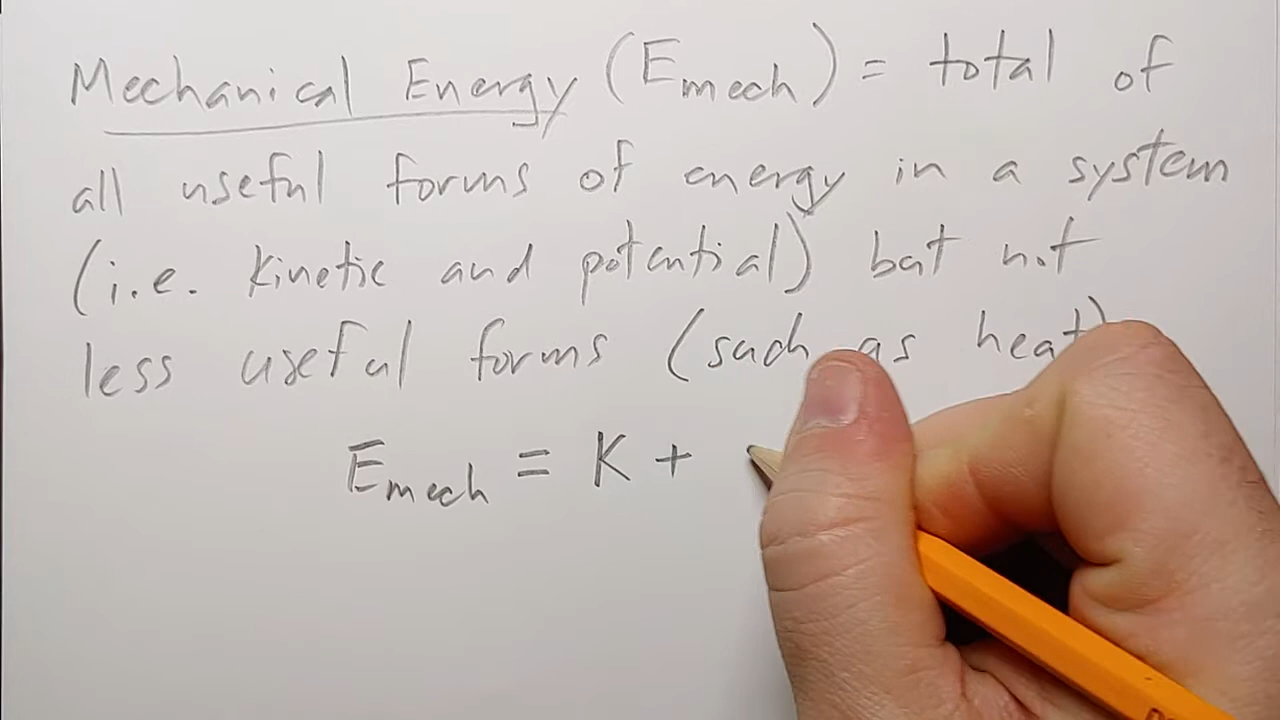 Mechanical Energy (Emech) = total of
all useful forms of energy in a system
(i.e. kinetic and potential) but not
less useful forms (such as heat)
Emech = K +